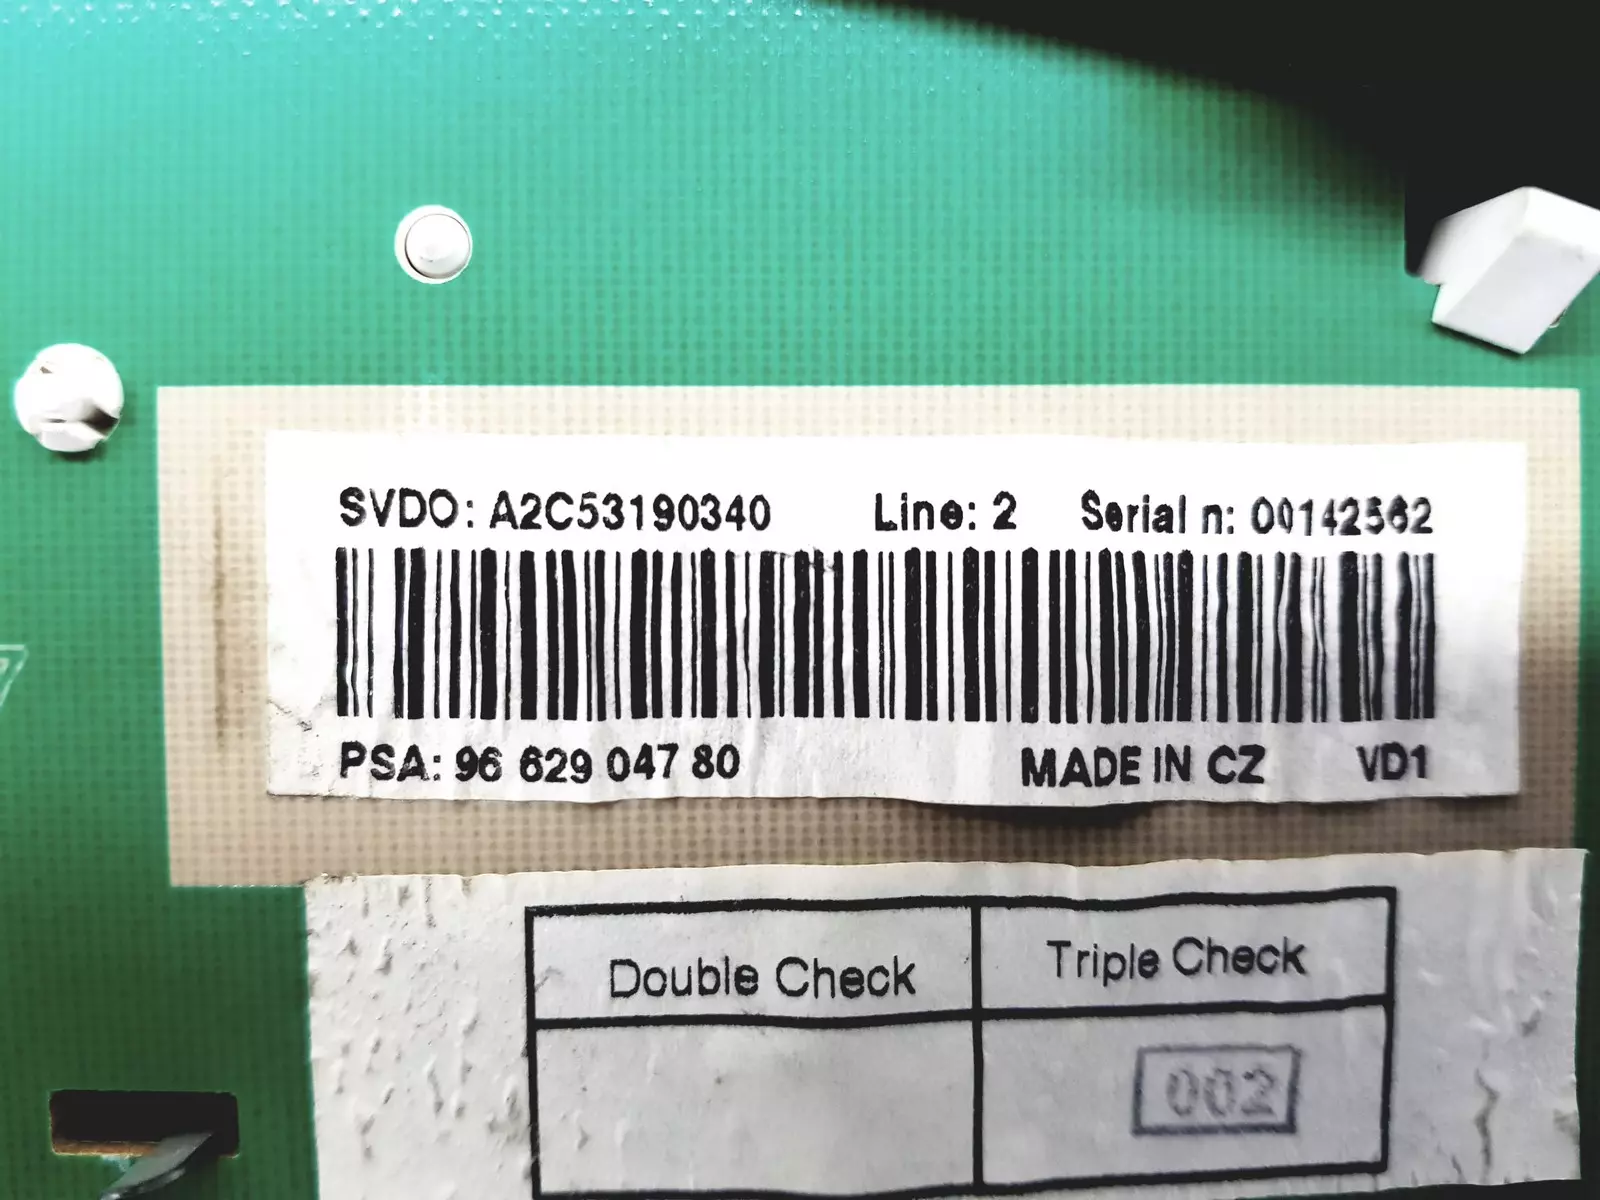 SVDO: A2C53190340 Line: 2 Serial n: 00142562
PSA: 96 629 047 80 MADE IN CZ VD1
Double Check Triple Check
002